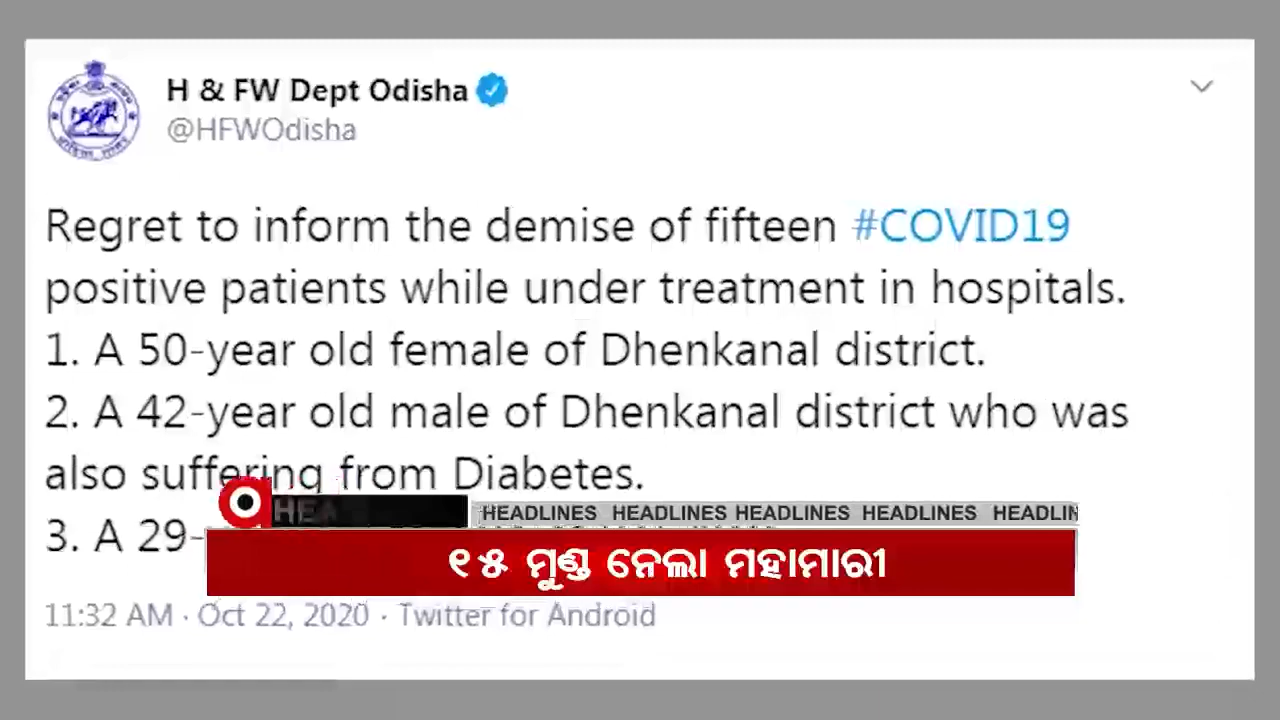 H & FW Dept Odisha
@HFWOdisha
Regret to inform the demise of fifteen #COVID19
positive patients while under treatment in hospitals.
1. A 50-year old female of Dhenkanal district.
2. A 42-year old male of Dhenkanal district who was
also suffering from Diabetes.
3. A 29-
HEADLINES HEADLINES HEADLINES HEADLINES HEADLIN
୧୫ ମୁଣ୍ଡ ନେଲା ମହାମାରୀ
11:32 AM · Oct 22, 2020 · Twitter for Android